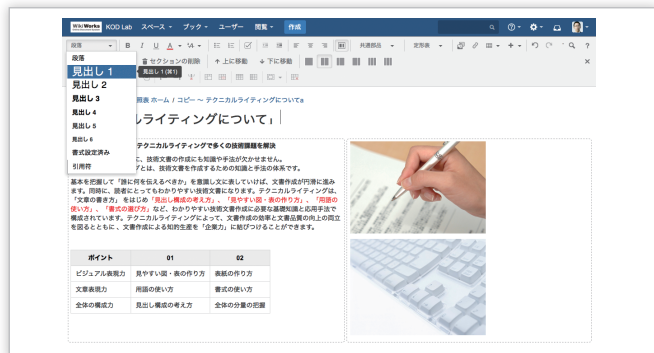 WikiWorks KOD Lab スペース ブック ユーザー 閲覧 作成
段落 B I U A 共通部品 定形表
段落
見出し 1
見出し 2
見出し 3
見出し 4
見出し 5
見出し 6
書式設定済み
引用符
セクションの削除 上に移動 下に移動
見出し 1 (⌘1)
照表 ホーム / コピー 〜 テクニカルライティングについてa
ルライティングについて」
テクニカルライティングで多くの技術課題を解決
に、技術文書の作成にも知識や手法が欠かせません。
グとは、技術文書を作成するための知識と手法の体系です。
基本を把握して「誰に何を伝えるべきか」を意識し文に表していけば、文書作成が円滑に進み
ます。同時に、読者にとってもわかりやすい技術文書になります。テクニカルライティングは、
「文章の書き方」 をはじめ「見出し構成の考え方」、「見やすい図・表の作り方」、「用語の
使い方」、「書式の選び方」など、わかりやすい技術文書作成に必要な基礎知識と応用手法で
構成されています。テクニカルライティングによって、文書作成の効率と文書品質の向上の両立
を図るとともに、文書作成による知的生産を「企業力」に結びつけることができます。
ポイント 01 02
ビジュアル表現力 見やすい図・表の作り方 表紙の作り方
文章表現力 用語の使い方 書式の使い方
全体の構成力 見出し構成の考え方 全体の分量の把握